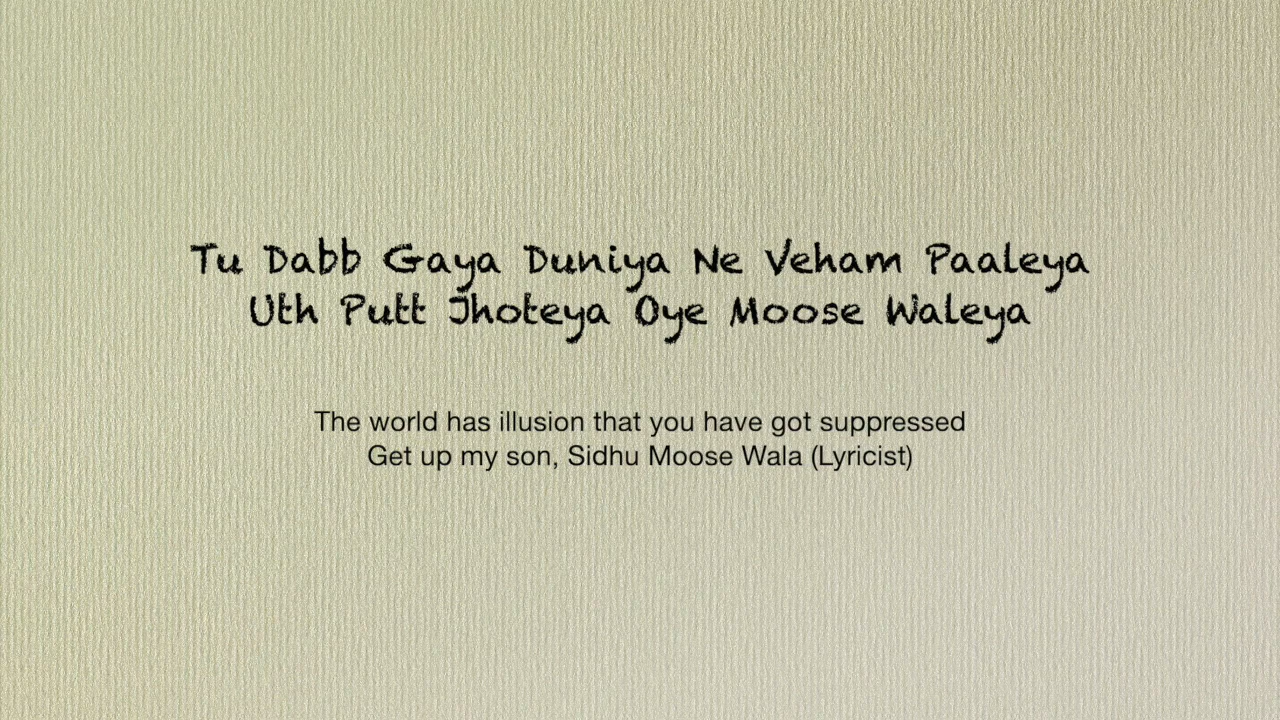 Tu Dabb Gaya Duniya Ne Veham Paaleya
Uth Putt Jhoteya Oye Moose Waleya
The world has illusion that you have got suppressed
Get up my son, Sidhu Moose Wala (Lyricist)